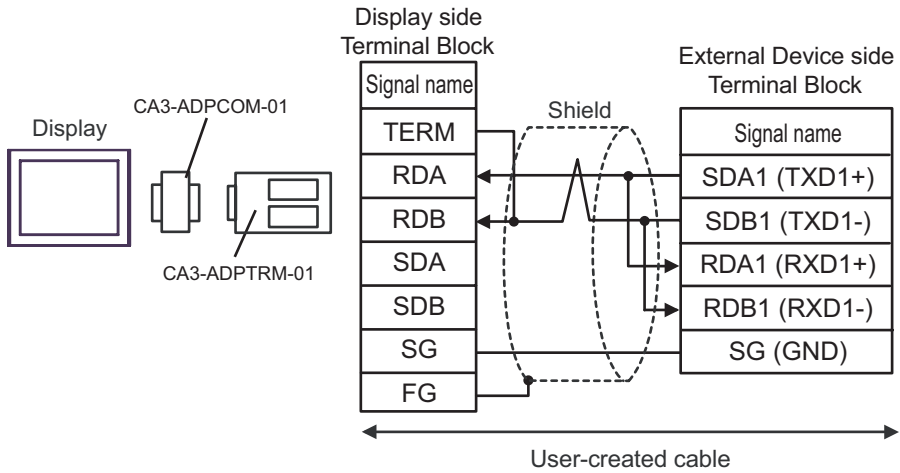 Display side
Terminal Block
External Device side
Terminal Block
Signal name
CA3-ADPCOM-01
Shield
Display
TERM
Signal name
RDA
SDA1 (TXD1+)
RDB
SDB1 (TXD1-)
SDA
RDA1 (RXD1+)
CA3-ADPTRM-01
SDB
RDB1 (RXD1-)
SG
SG (GND)
FG
User-created cable